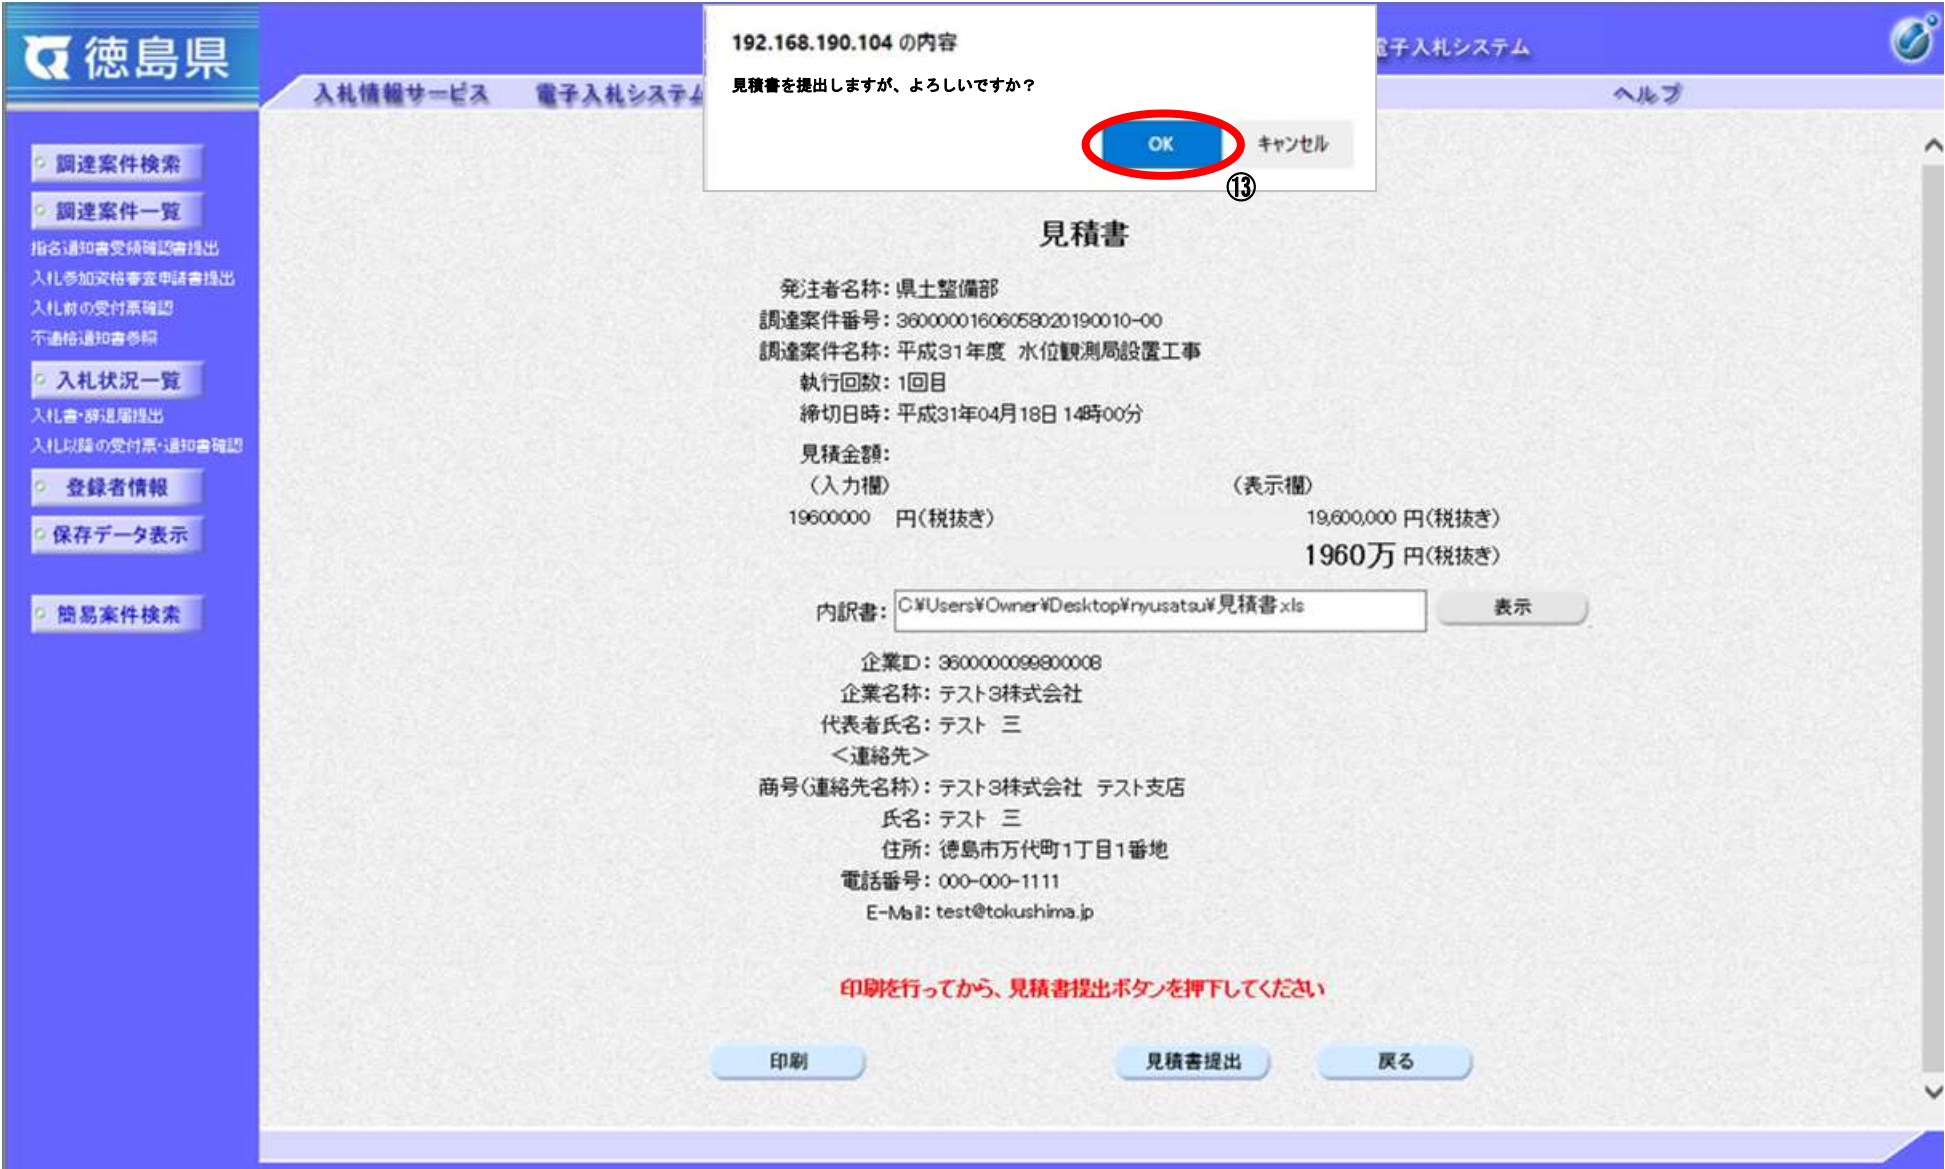 徳島県
192.168.190.104 の内容
見積書を提出しますが、よろしいですか？
OK
キャンセル
⑬
電子入札システム
入札情報サービス
電子入札システム
ヘルプ
調達案件検索
調達案件一覧
指名通知書受領確認書提出
入札参加資格審査申請書提出
入札前の受付票確認
不適格通知書参照
入札状況一覧
入札書・辞退届提出
入札以降の受付票・通知書確認
登録者情報
保存データ表示
簡易案件検索
見積書
発注者名称：県土整備部
調達案件番号：36000001606058020190010-00
調達案件名称：平成31年度 水位観測局設置工事
執行回数：1回目
締切日時：平成31年04月18日 14時00分
見積金額：
（入力欄） （表示欄）
19600000 円(税抜き) 19,600,000 円(税抜き)
1960万 円(税抜き)
内訳書： C¥Users¥Owner¥Desktop¥nyusatsu¥見積書.xls 表示
企業ID：3600000099800008
企業名称：テスト3株式会社
代表者氏名：テスト 三
＜連絡先＞
商号(連絡先名称)：テスト3株式会社 テスト支店
氏名：テスト 三
住所：徳島市万代町1丁目1番地
電話番号：000-000-1111
E-Mail：test@tokushima.jp
印刷を行ってから、見積書提出ボタンを押下してください
印刷
見積書提出
戻る